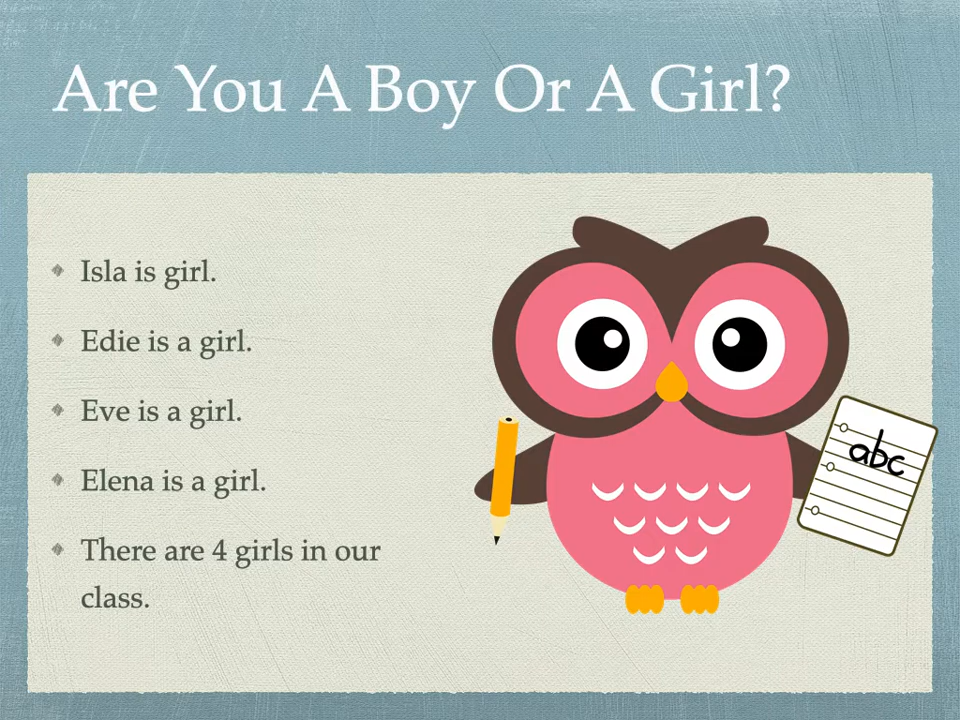 Are You A Boy Or A Girl?
Isla is girl.
Edie is a girl.
Eve is a girl.
Elena is a girl.
There are 4 girls in our
class.
abc